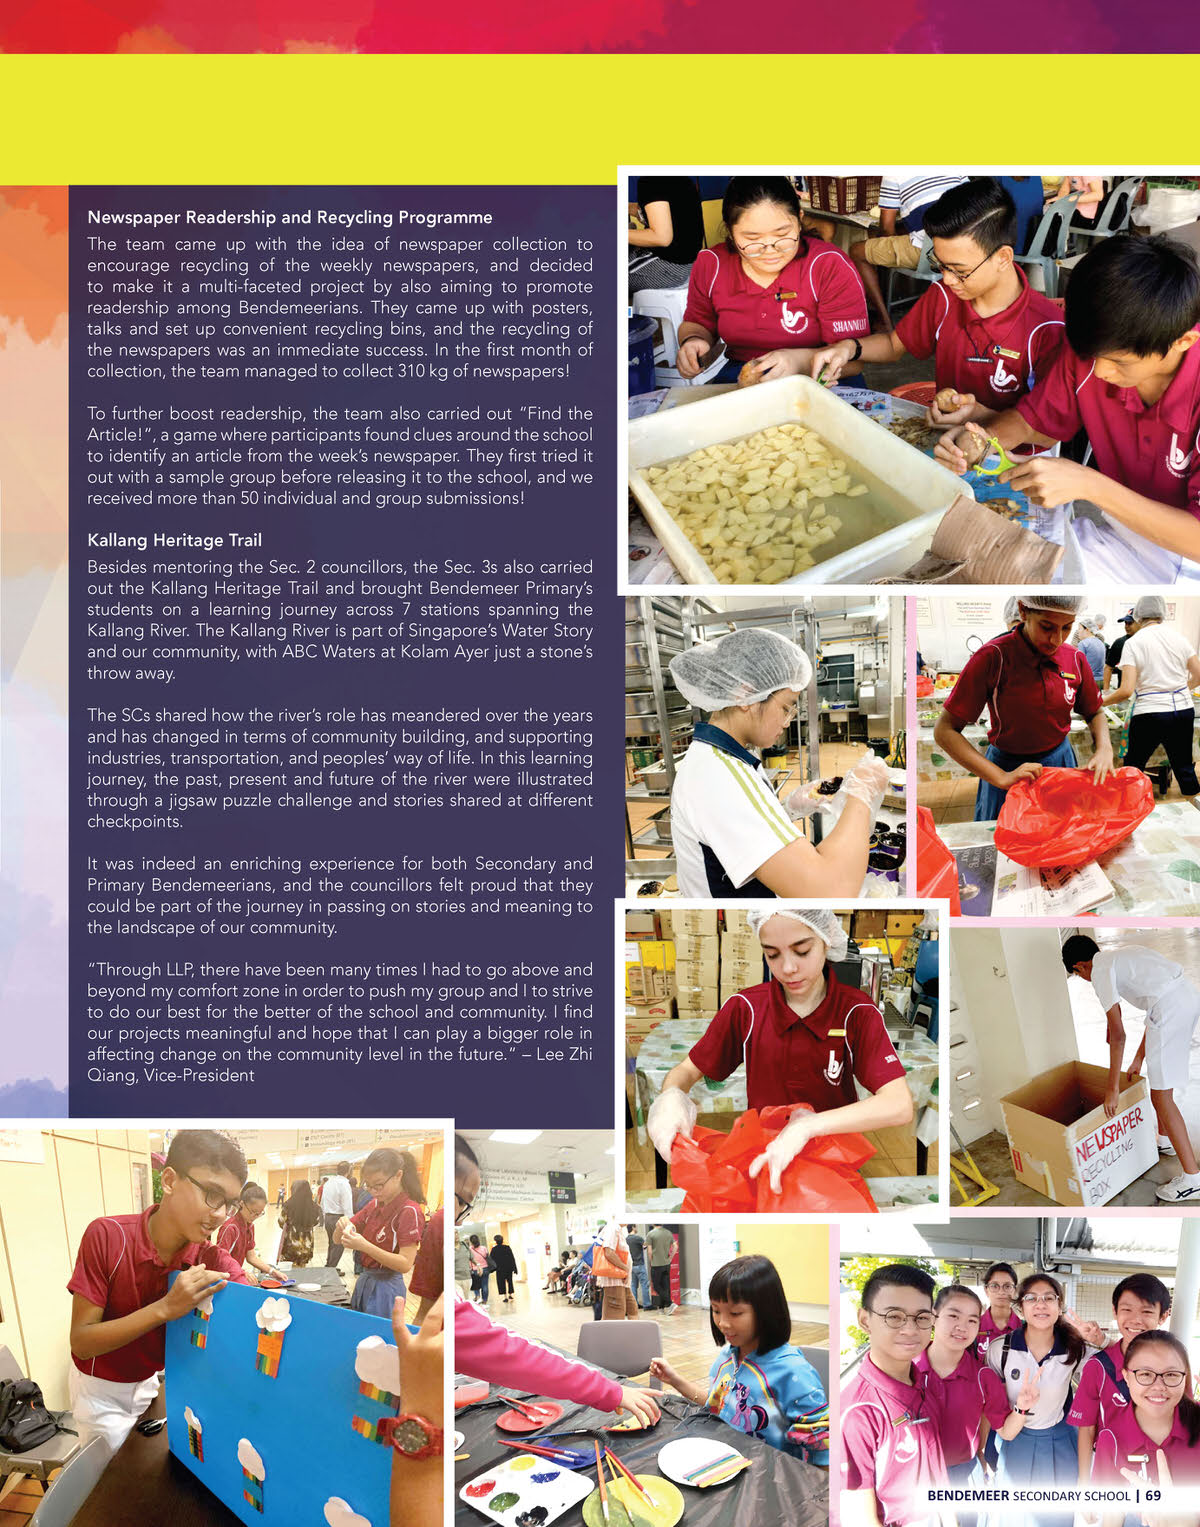 Newspaper Readership and Recycling Programme
The team came up with the idea of newspaper collection to
encourage recycling of the weekly newspapers, and decided
to make it a multi-faceted project by also aiming to promote
readership among Bendemeerians. They came up with posters,
talks and set up convenient recycling bins, and the recycling of
the newspapers was an immediate success. In the first month of
collection, the team managed to collect 310 kg of newspapers!
To further boost readership, the team also carried out “Find the
Article!”, a game where participants found clues around the school
to identify an article from the week’s newspaper. They first tried it
out with a sample group before releasing it to the school, and we
received more than 50 individual and group submissions!
Kallang Heritage Trail
Besides mentoring the Sec. 2 councillors, the Sec. 3s also carried
out the Kallang Heritage Trail and brought Bendemeer Primary’s
students on a learning journey across 7 stations spanning the
Kallang River. The Kallang River is part of Singapore’s Water Story
and our community, with ABC Waters at Kolam Ayer just a stone’s
throw away.
The SCs shared how the river’s role has meandered over the years
and has changed in terms of community building, and supporting
industries, transportation, and peoples’ way of life. In this learning
journey, the past, present and future of the river were illustrated
through a jigsaw puzzle challenge and stories shared at different
checkpoints.
It was indeed an enriching experience for both Secondary and
Primary Bendemeerians, and the councillors felt proud that they
could be part of the journey in passing on stories and meaning to
the landscape of our community.
“Through LLP, there have been many times I had to go above and
beyond my comfort zone in order to push my group and I to strive
to do our best for the better of the school and community. I find
our projects meaningful and hope that I can play a bigger role in
affecting change on the community level in the future.” – Lee Zhi
Qiang, Vice-President
SHANNELL
NEWSPAPER
RECYCLING
BOX
BENDEMEER SECONDARY SCHOOL | 69